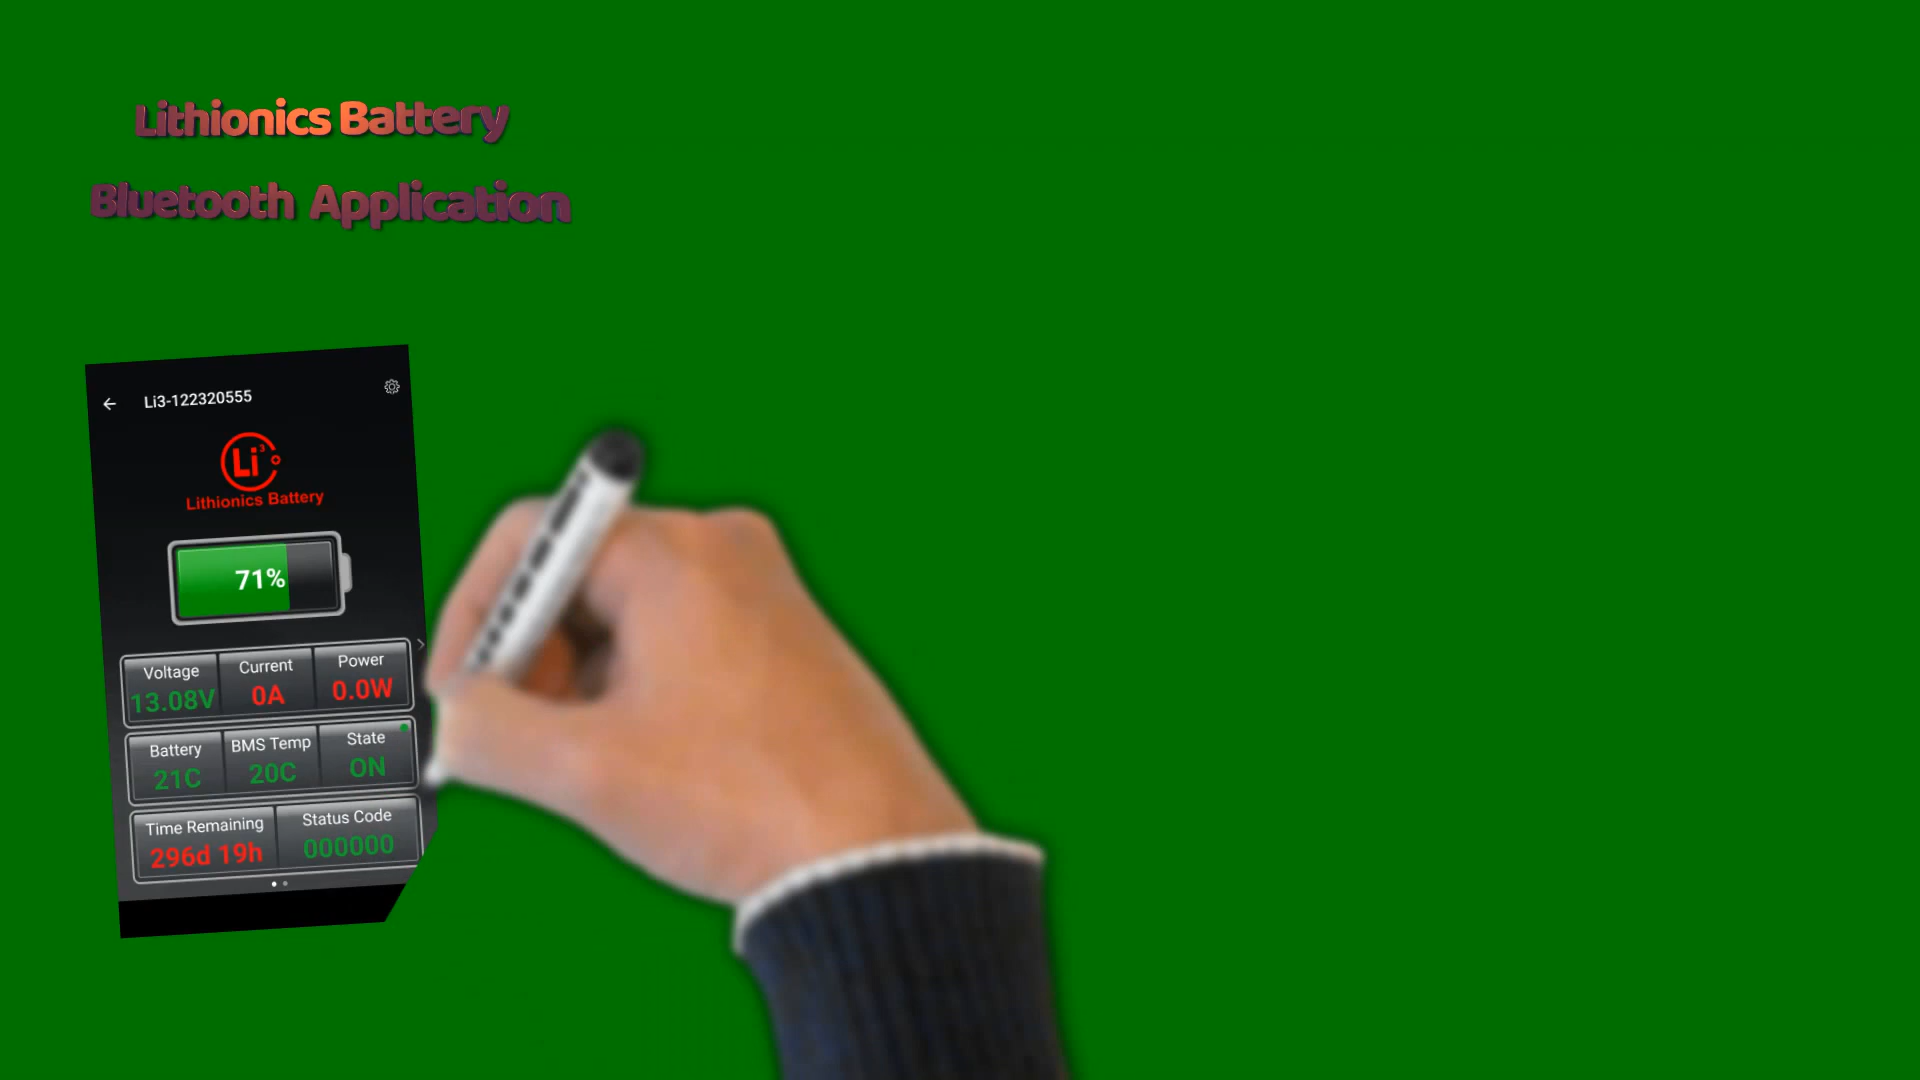 Lithionics Battery
Bluetooth Application
Li3-122320555
Li3
Lithionics Battery
71%
Voltage Current Power
13.08V 0A 0.0W
Battery BMS Temp State
21C 20C ON
Time Remaining Status Code
296d 19h 000000